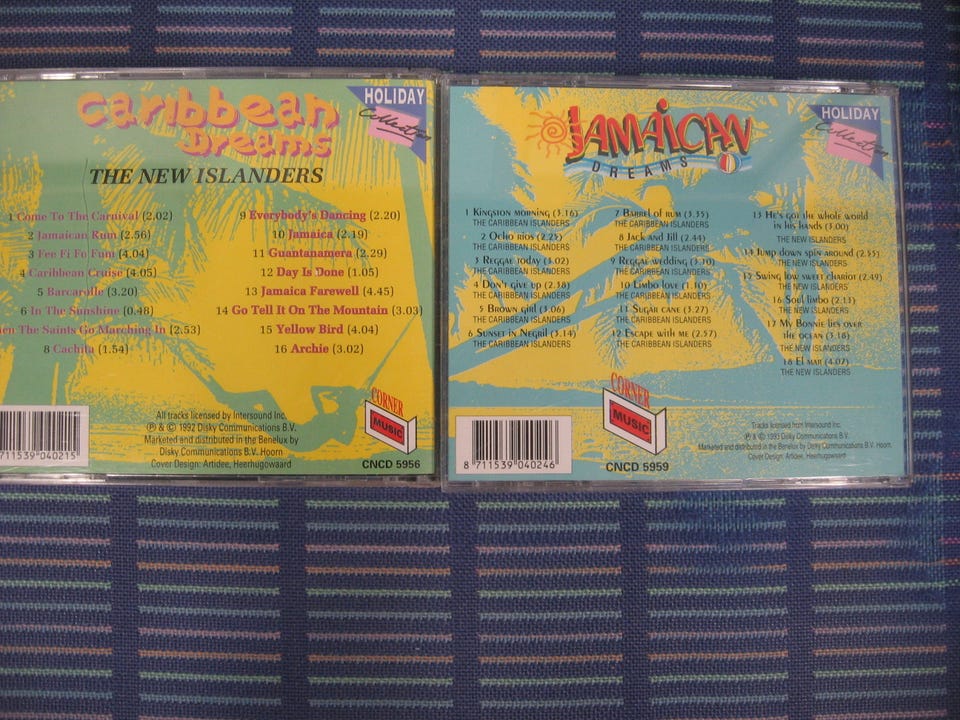 Caribbean
Dreams
HOLIDAY
Collection
THE NEW ISLANDERS
1 Come To The Carnival (2.02)
2 Jamaican Rum (2.56)
3 Fee Fi Fo Fum (4.04)
4 Caribbean Cruise (4.05)
5 Barcarolle (3.20)
6 In The Sunshine (0.48)
The Saints Go Marching In (2.53)
8 Cachita (1.54)
9 Everybody's Dancing (2.20)
10 Jamaica (2.19)
11 Guantanamera (2.29)
12 Day Is Done (1.05)
13 Jamaica Farewell (4.45)
14 Go Tell It On The Mountain (3.03)
15 Yellow Bird (4.04)
16 Archie (3.02)
711539 040215
All tracks licensed by Intersound Inc.
℗ & © 1992 Disky Communications B.V.
Marketed and distributed in the Benelux by
Disky Communications B.V. Hoorn
Cover Design: Artidee, Heerhugowaard
CORNER
MUSIC
CNCD 5956
JAMAICAN
DREAMS
HOLIDAY
Collection
1 Kingston morning (3.16)
THE CARIBBEAN ISLANDERS
2 Ocho rios (2.25)
THE CARIBBEAN ISLANDERS
3 Reggae today (3.02)
THE CARIBBEAN ISLANDERS
4 Don't give up (2.58)
THE CARIBBEAN ISLANDERS
5 Brown girl (3.06)
THE CARIBBEAN ISLANDERS
6 Sunset in Negril (3.14)
THE CARIBBEAN ISLANDERS
7 Barrel of rum (3.35)
THE CARIBBEAN ISLANDERS
8 Jack and Jill (2.44)
THE CARIBBEAN ISLANDERS
9 Reggae wedding (3.10)
THE CARIBBEAN ISLANDERS
10 Limbo love (1.10)
THE CARIBBEAN ISLANDERS
11 Sugar cane (3.27)
THE CARIBBEAN ISLANDERS
12 Escape with me (2.57)
THE CARIBBEAN ISLANDERS
13 He's got the whole world
in his hands (3.00)
THE NEW ISLANDERS
14 Jump down spin around (2.55)
THE NEW ISLANDERS
15 Swing low sweet chariot (2.49)
THE NEW ISLANDERS
16 Soul limbo (2.13)
THE NEW ISLANDERS
17 My Bonnie lies over
the ocean (3.16)
THE NEW ISLANDERS
18 El mar (4.07)
THE NEW ISLANDERS
8 711539 040246
CORNER
MUSIC
CNCD 5959
Tracks licensed from Intersound Inc.
℗ & © 1993 Disky Communications B.V.
Marketed and distributed in the Benelux by Disky Communications B.V. Hoorn.
Cover Design: Artidee, Heerhugowaard